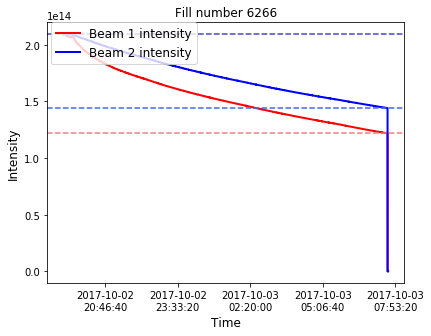 Fill number 6266
1e14
Beam 1 intensity
Beam 2 intensity
2.0
1.5
1.0
0.5
0.0
Intensity
2017-10-02 2017-10-02 2017-10-03 2017-10-03 2017-10-03
20:46:40 23:33:20 02:20:00 05:06:40 07:53:20
Time